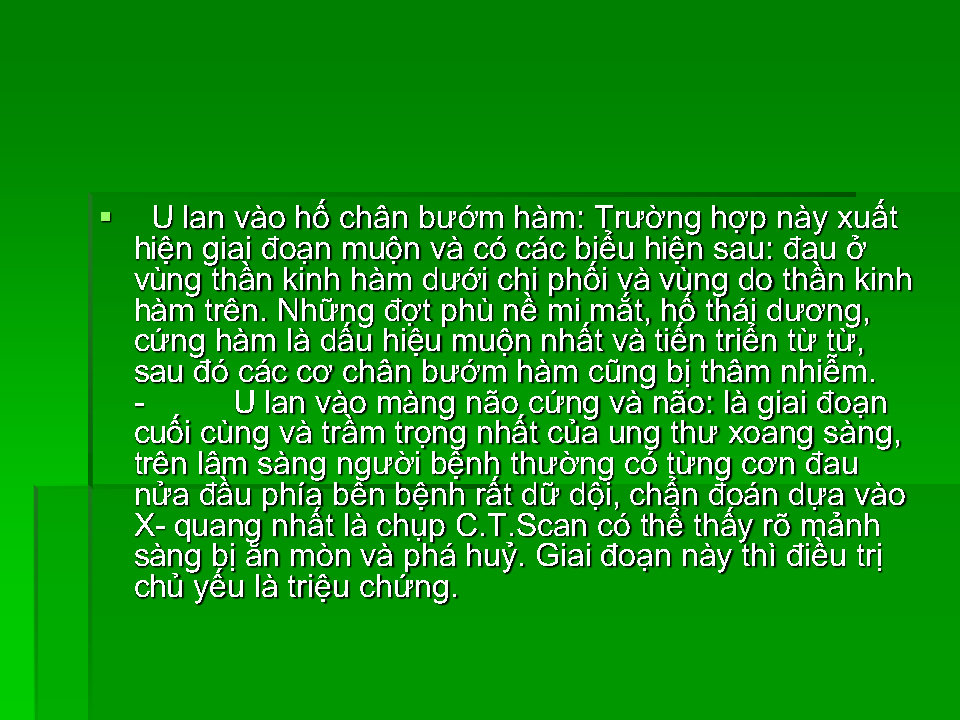 ▪ U lan vào hố chân bướm hàm: Trường hợp này xuất
hiện giai đoạn muộn và có các biểu hiện sau: đau ở
vùng thần kinh hàm dưới chi phối và vùng do thần kinh
hàm trên. Những đợt phù nề mi mắt, hố thái dương,
cứng hàm là dấu hiệu muộn nhất và tiến triển từ từ,
sau đó các cơ chân bướm hàm cũng bị thâm nhiễm.
- U lan vào màng não cứng và não: là giai đoạn
cuối cùng và trầm trọng nhất của ung thư xoang sàng,
trên lâm sàng người bệnh thường có từng cơn đau
nửa đầu phía bên bệnh rất dữ dội, chẩn đoán dựa vào
X- quang nhất là chụp C.T.Scan có thể thấy rõ mảnh
sàng bị ăn mòn và phá huỷ. Giai đoạn này thì điều trị
chủ yếu là triệu chứng.